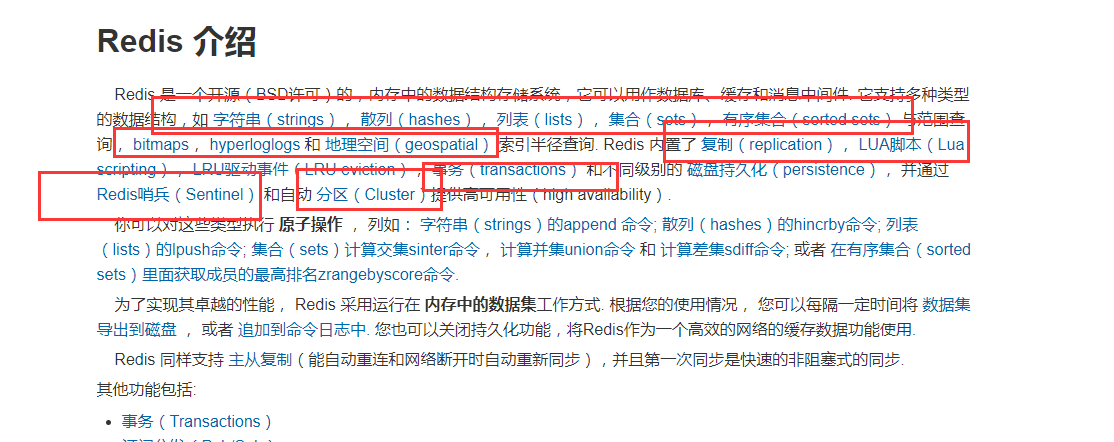 Redis 介绍
Redis 是一个开源（BSD许可）的，内存中的数据结构存储系统，它可以用作数据库、缓存和消息中间件. 它支持多种类型
的数据结构，如 字符串（strings）， 散列（hashes）， 列表（lists）， 集合（sets）， 有序集合（sorted sets） 与范围查
询， bitmaps， hyperloglogs 和 地理空间（geospatial） 索引半径查询. Redis 内置了 复制（replication）， LUA脚本（Lua
scripting）， LRU驱动事件（LRU eviction）， 事务（transactions） 和不同级别的 磁盘持久化（persistence）， 并通过
Redis哨兵（Sentinel） 和自动 分区（Cluster）提供高可用性（high availability）.
你可以对这些类型执行 原子操作 ， 列如： 字符串（strings）的append 命令; 散列（hashes）的hincrby命令; 列表
（lists）的lpush命令; 集合（sets）计算交集sinter命令， 计算并集union命令 和 计算差集sdiff命令; 或者 在有序集合（sorted
sets）里面获取成员的最高排名zrangebyscore命令.
为了实现其卓越的性能， Redis 采用运行在 内存中的数据集工作方式. 根据您的使用情况， 您可以每隔一定时间将 数据集
导出到磁盘 ， 或者 追加到命令日志中. 您也可以关闭持久化功能，将Redis作为一个高效的网络的缓存数据功能使用.
Redis 同样支持 主从复制（能自动重连和网络断开时自动重新同步），并且第一次同步是快速的非阻塞式的同步.
其他功能包括:
• 事务（Transactions）